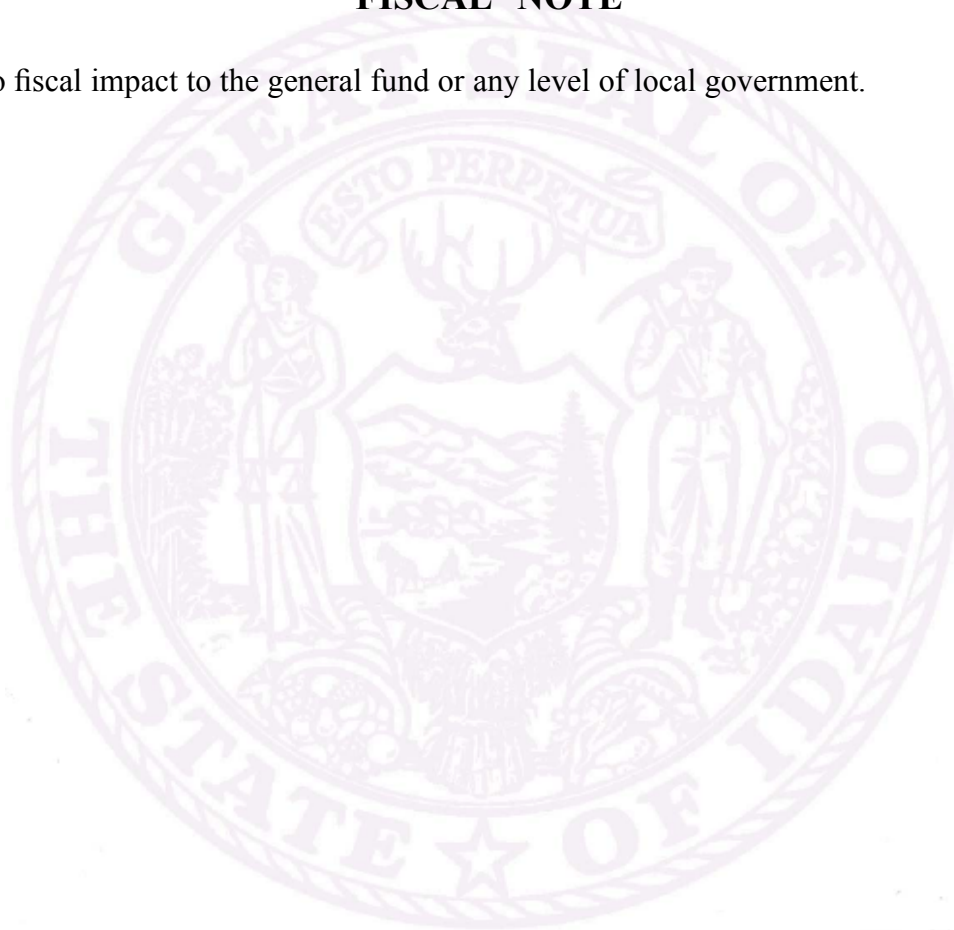 FISCAL NOTE
o fiscal impact to the general fund or any level of local government.
GREAT SEAL OF
ESTO PERPETUA
THE STATE OF IDAHO